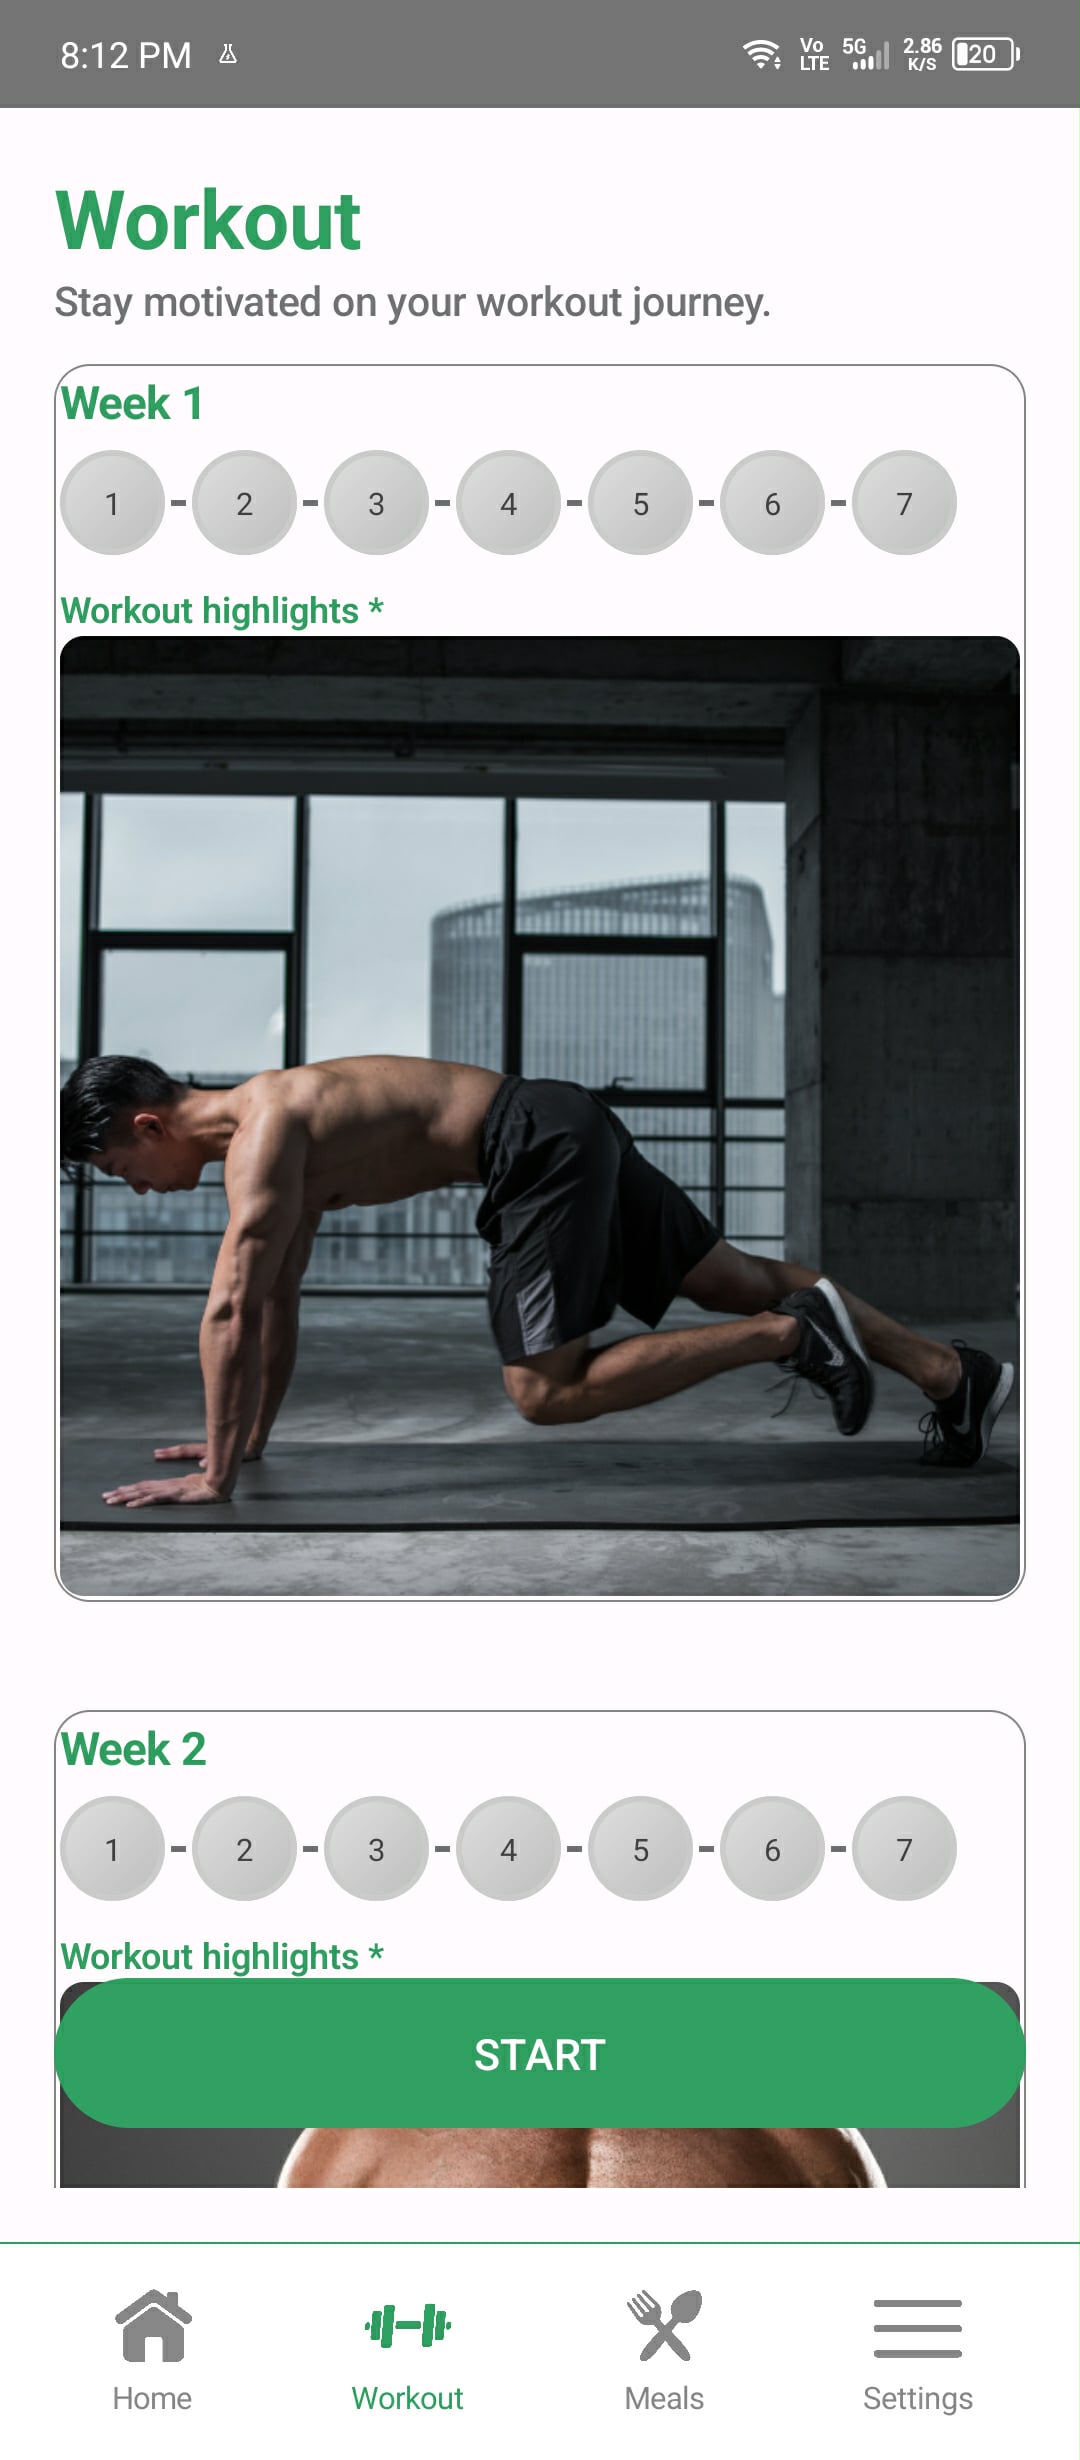 8:12 PM
Vo LTE 5G 2.86 K/S 20
Workout
Stay motivated on your workout journey.
Week 1
1 - 2 - 3 - 4 - 5 - 6 - 7
Workout highlights *
Week 2
1 - 2 - 3 - 4 - 5 - 6 - 7
Workout highlights *
START
Home Workout Meals Settings